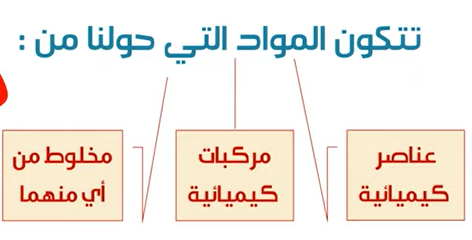 تتكون المواد التي حولنا من :
عناصر
كيميائية
مركبات
كيميائية
مخلوط من
أي منهما